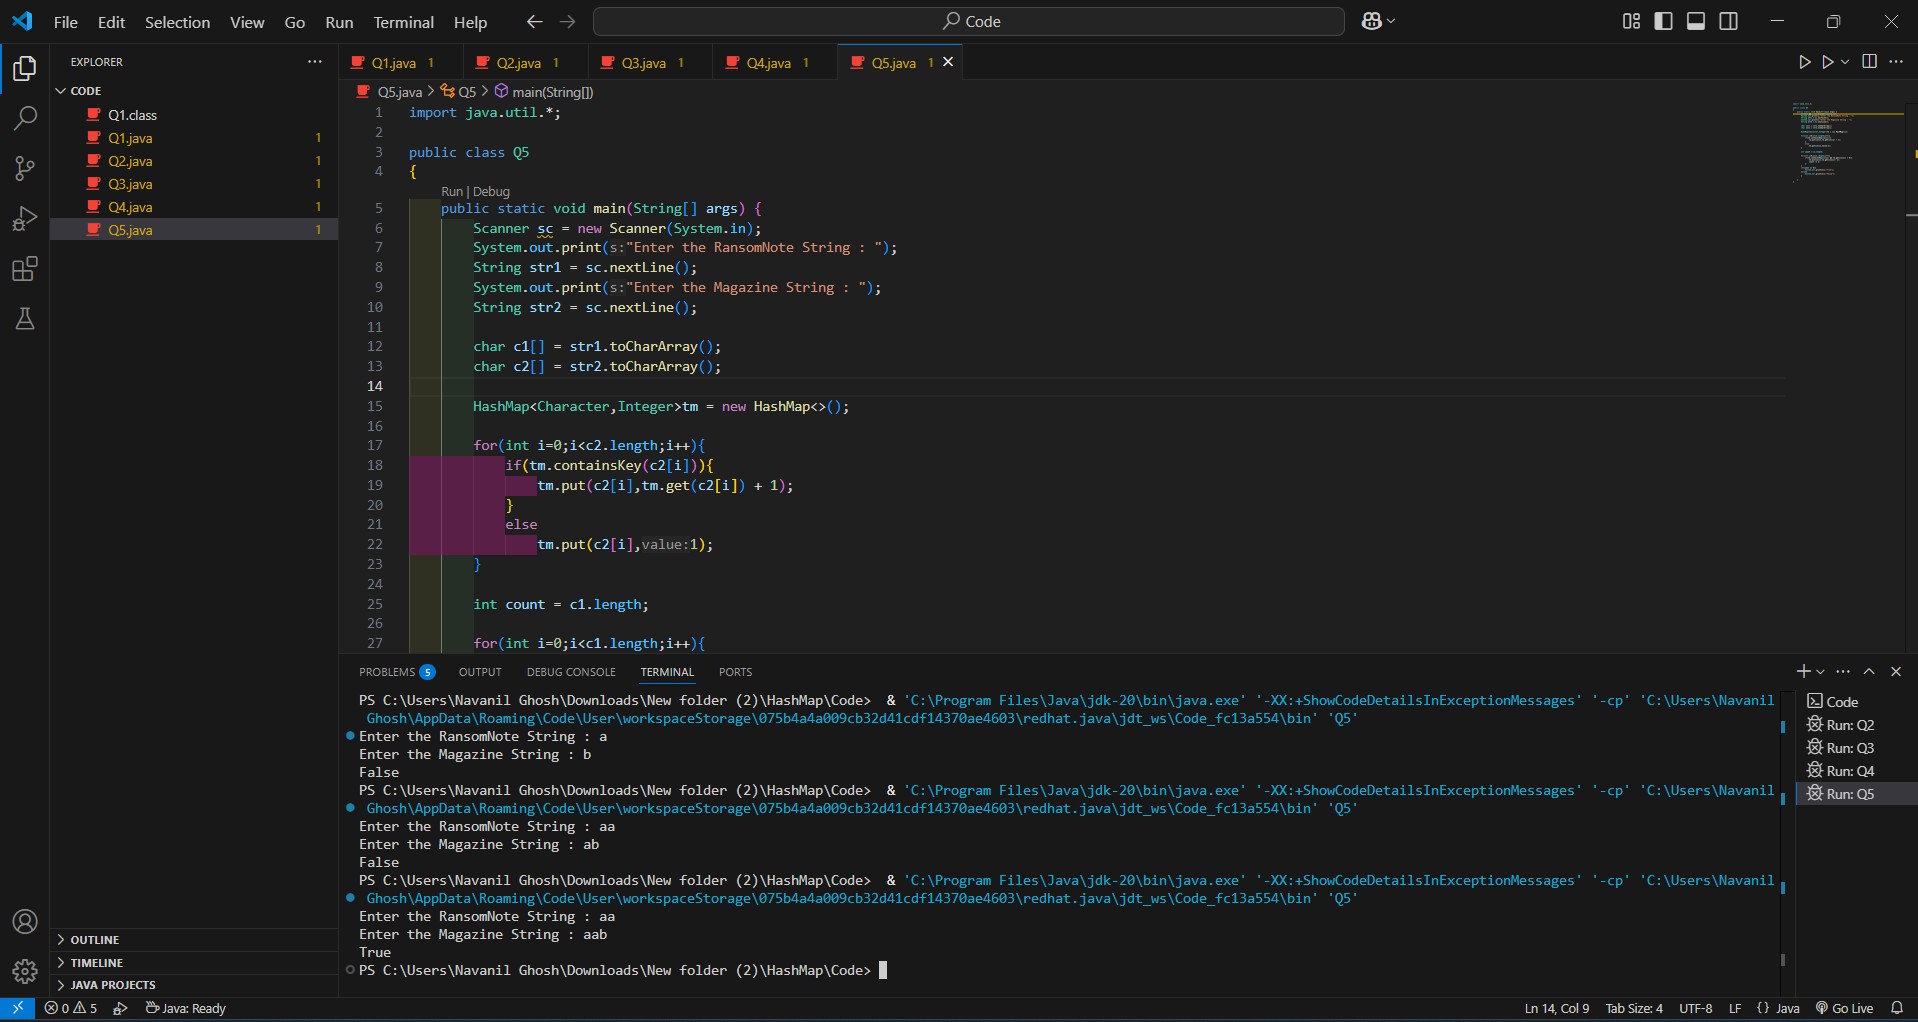 File Edit Selection View Go Run Terminal Help
Code
EXPLORER
CODE
Q1.class
Q1.java 1
Q2.java 1
Q3.java 1
Q4.java 1
Q5.java 1
OUTLINE
TIMELINE
JAVA PROJECTS
Q1.java 1 Q2.java 1 Q3.java 1 Q4.java 1 Q5.java 1
Q5.java > Q5 > main(String[])
1 import java.util.*;
2
3 public class Q5
4 {
Run | Debug
5 public static void main(String[] args) {
6 Scanner sc = new Scanner(System.in);
7 System.out.print(s:"Enter the RansomNote String : ");
8 String str1 = sc.nextLine();
9 System.out.print(s:"Enter the Magazine String : ");
10 String str2 = sc.nextLine();
11
12 char c1[] = str1.toCharArray();
13 char c2[] = str2.toCharArray();
14
15 HashMap<Character,Integer>tm = new HashMap<>();
16
17 for(int i=0;i<c2.length;i++){
18 if(tm.containsKey(c2[i])){
19 tm.put(c2[i],tm.get(c2[i]) + 1);
20 }
21 else
22 tm.put(c2[i],value:1);
23 }
24
25 int count = c1.length;
26
27 for(int i=0;i<c1.length;i++){
PROBLEMS 5 OUTPUT DEBUG CONSOLE TERMINAL PORTS
PS C:\Users\Navanil Ghosh\Downloads\New folder (2)\HashMap\Code> & 'C:\Program Files\Java\jdk-20\bin\java.exe' '-XX:+ShowCodeDetailsInExceptionMessages' '-cp' 'C:\Users\Navanil
Ghosh\AppData\Roaming\Code\User\workspaceStorage\075b4a4a009cb32d41cdf14370ae4603\redhat.java\jdt_ws\Code_fc13a554\bin' 'Q5'
Enter the RansomNote String : a
Enter the Magazine String : b
False
PS C:\Users\Navanil Ghosh\Downloads\New folder (2)\HashMap\Code> & 'C:\Program Files\Java\jdk-20\bin\java.exe' '-XX:+ShowCodeDetailsInExceptionMessages' '-cp' 'C:\Users\Navanil
Ghosh\AppData\Roaming\Code\User\workspaceStorage\075b4a4a009cb32d41cdf14370ae4603\redhat.java\jdt_ws\Code_fc13a554\bin' 'Q5'
Enter the RansomNote String : aa
Enter the Magazine String : ab
False
PS C:\Users\Navanil Ghosh\Downloads\New folder (2)\HashMap\Code> & 'C:\Program Files\Java\jdk-20\bin\java.exe' '-XX:+ShowCodeDetailsInExceptionMessages' '-cp' 'C:\Users\Navanil
Ghosh\AppData\Roaming\Code\User\workspaceStorage\075b4a4a009cb32d41cdf14370ae4603\redhat.java\jdt_ws\Code_fc13a554\bin' 'Q5'
Enter the RansomNote String : aa
Enter the Magazine String : aab
True
PS C:\Users\Navanil Ghosh\Downloads\New folder (2)\HashMap\Code>
Code
Run: Q2
Run: Q3
Run: Q4
Run: Q5
0 5 Java: Ready
Ln 14, Col 9 Tab Size: 4 UTF-8 LF {} Java Go Live